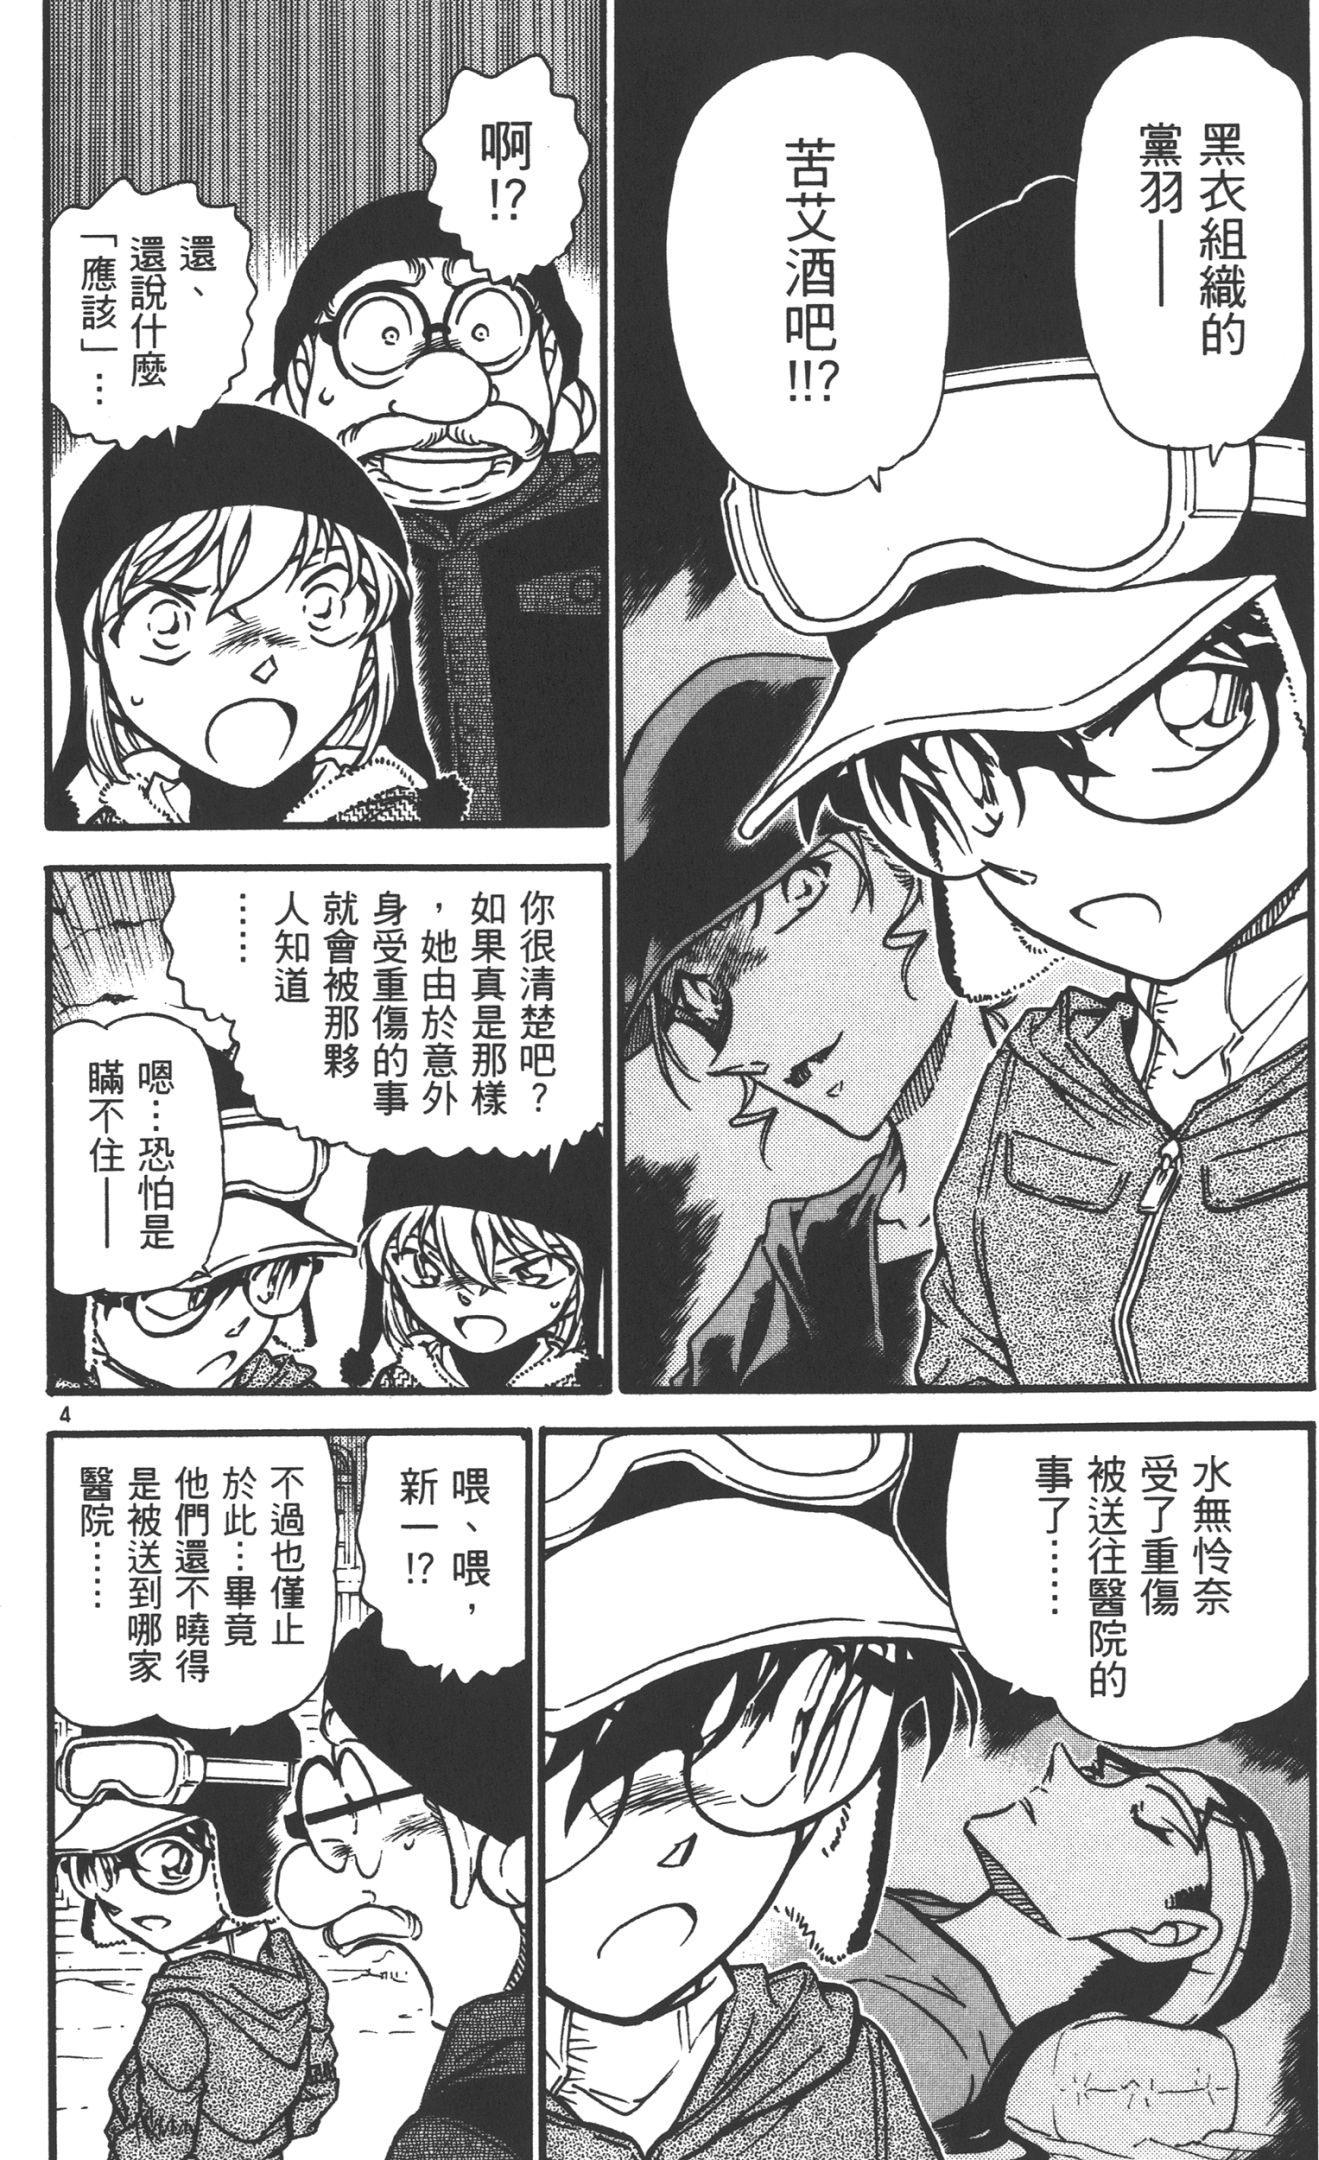 黑衣組織的
黨羽——
苦艾酒吧!!?
啊!?
還、
還說什麼
「應該」…
你很清楚吧?
如果真是那樣
，她由於意外
身受重傷的事
就會被那夥
人知道
……
嗯…恐怕是
瞞不住——
4
水無怜奈
受了重傷
被送往醫院的
事了……
喂、喂，
新一!?
不過也僅止
於此…畢竟
他們還不曉得
是被送到哪家
醫院……